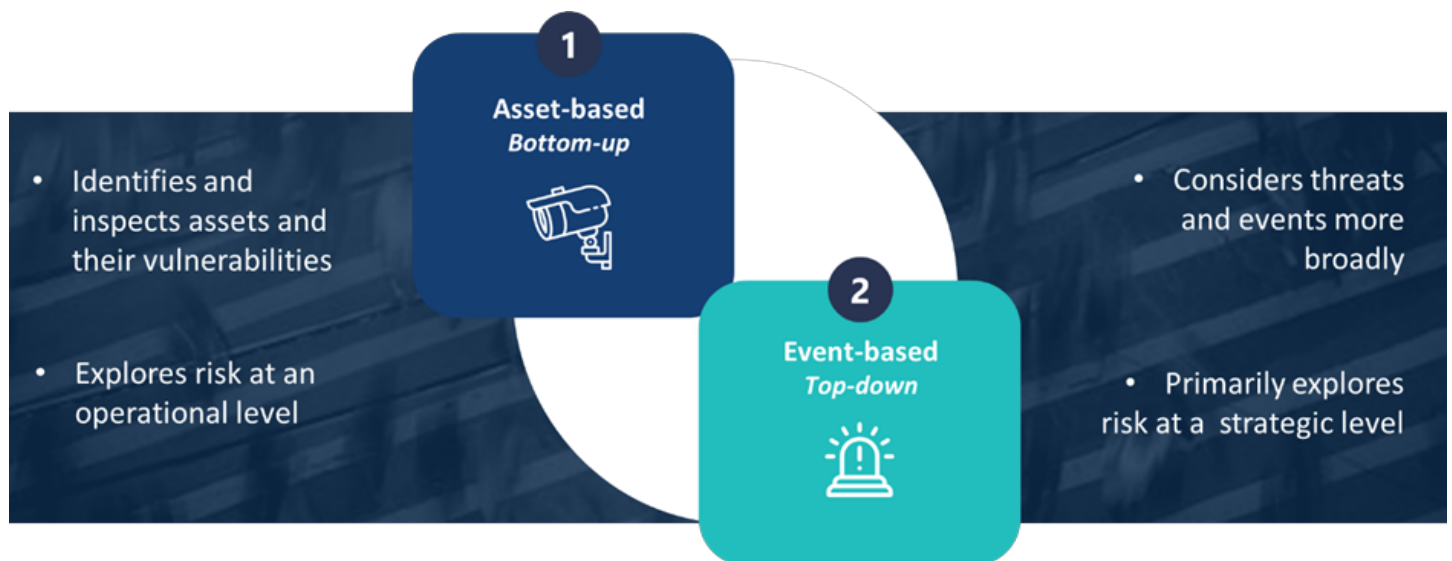 1
Asset-based
Bottom-up
• Identifies and
inspects assets and
their vulnerabilities
• Explores risk at an
operational level
2
Event-based
Top-down
• Considers threats
and events more
broadly
• Primarily explores
risk at a strategic level